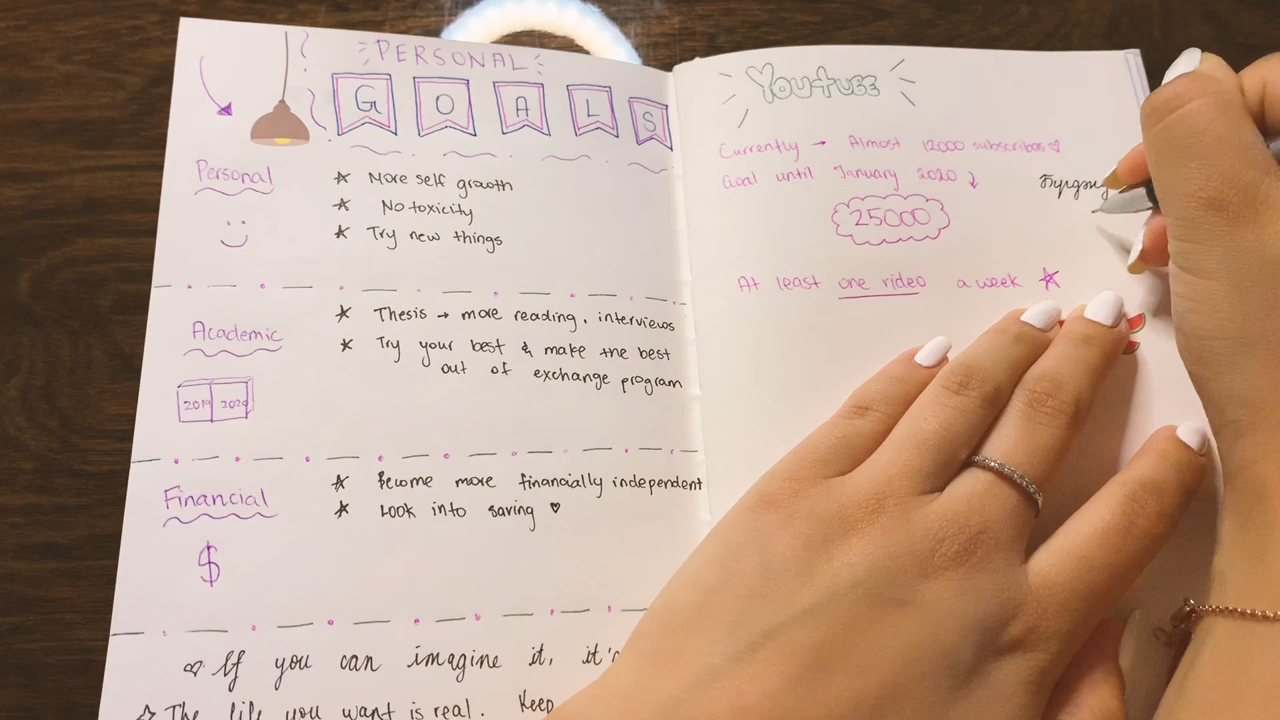 PERSONAL
GOALS
Personal
* More self growth
* No toxicity
* Try new things
Academic
2019 2020
* Thesis → more reading, interviews
* Try your best & make the best
out of exchange program
Financial
$
* Become more financially independent
* Look into saving ♡
♡ If you can imagine it, it's
☆ The life you want is real. Keep
YouTube
Currently → Almost 12000 subscribers ♡
Goal until January 2020 ↓
25000
At least one video a week ☆